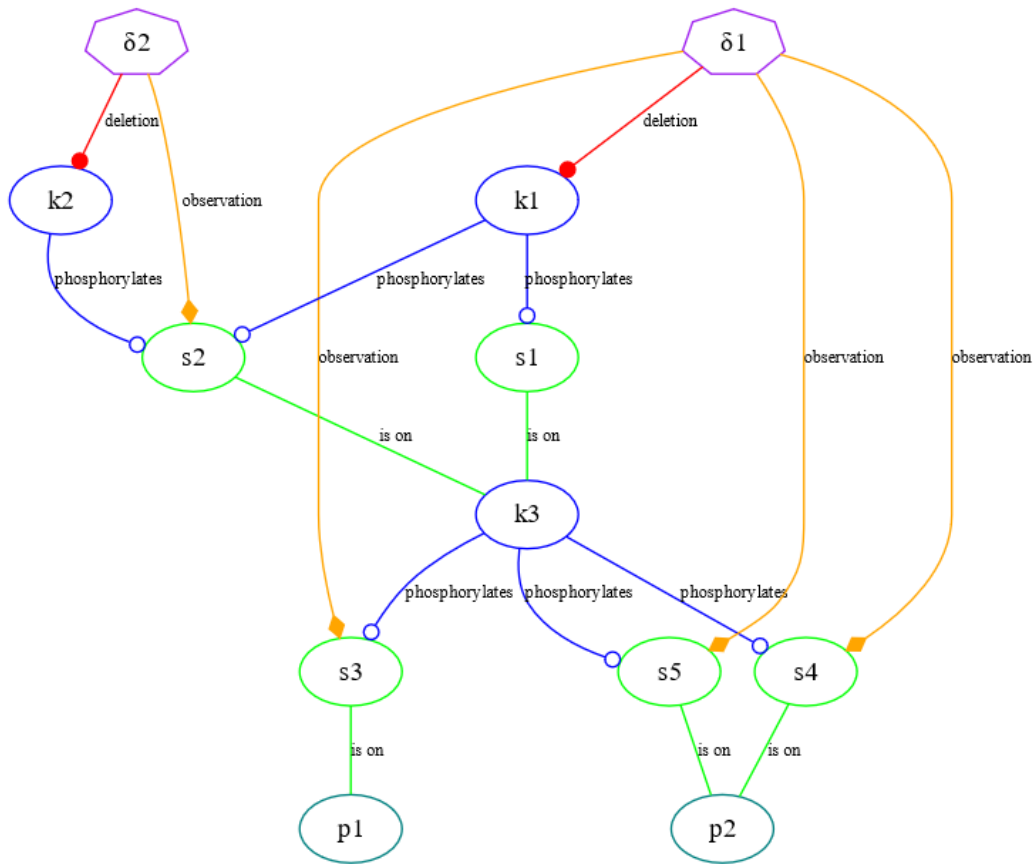 δ2
δ1
deletion
deletion
k2
observation
k1
phosphorylates
phosphorylates
phosphorylates
s2
observation
s1
observation
observation
is on
is on
k3
phosphorylates
phosphorylates
phosphorylates
s3
s5
s4
is on
is on
is on
p1
p2